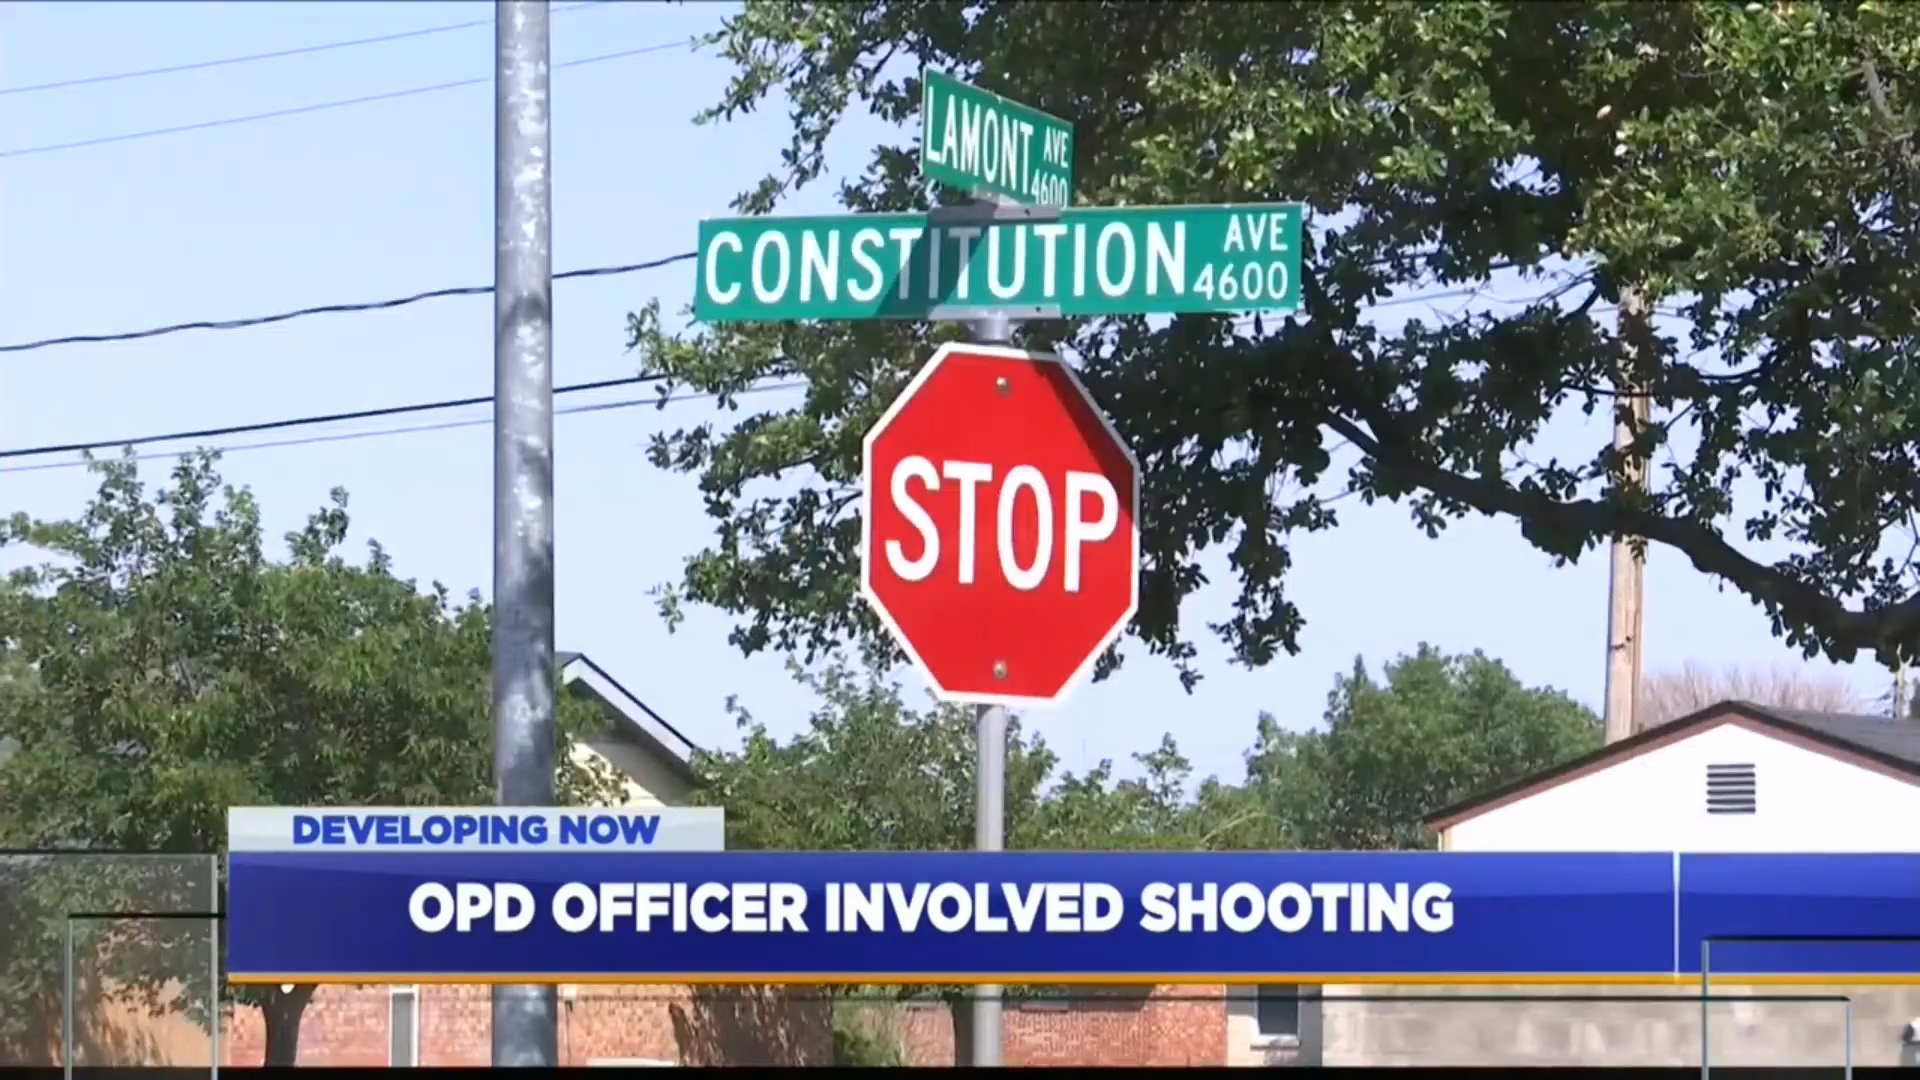 LAMONT AVE
4600
CONSTITUTION AVE
4600
STOP
DEVELOPING NOW
OPD OFFICER INVOLVED SHOOTING